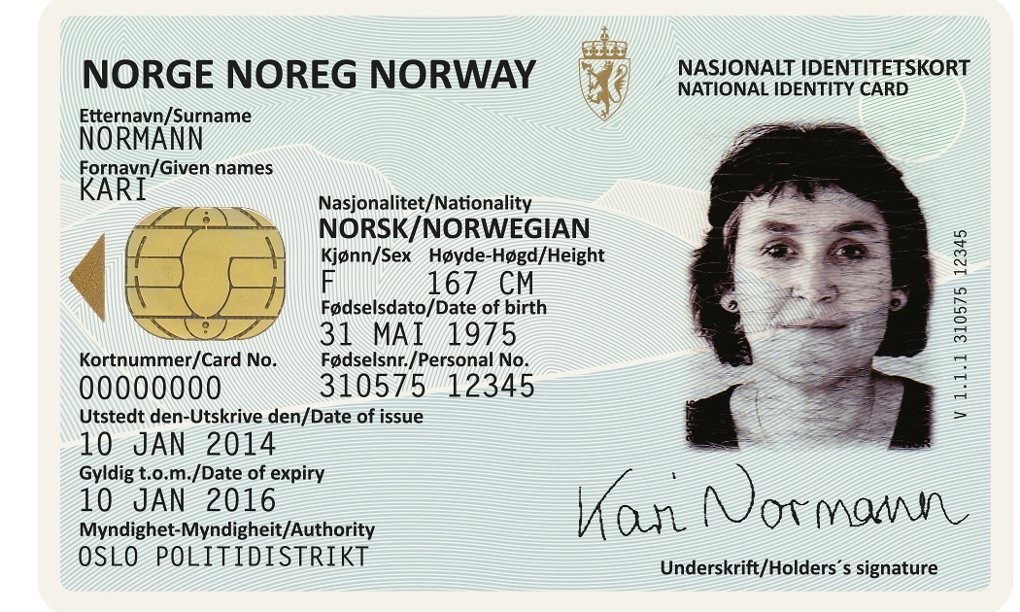 NORGE NOREG NORWAY
NASJONALT IDENTITETSKORT
NATIONAL IDENTITY CARD
Etternavn/Surname
NORMANN
Fornavn/Given names
KARI
Nasjonalitet/Nationality
NORSK/NORWEGIAN
Kjønn/Sex Høyde-Høgd/Height
F 167 CM
Fødselsdato/Date of birth
31 MAI 1975
Kortnummer/Card No.
00000000
Fødselsnr./Personal No.
310575 12345
Utstedt den-Utskrive den/Date of issue
10 JAN 2014
Gyldig t.o.m./Date of expiry
10 JAN 2016
Myndighet-Myndigheit/Authority
OSLO POLITIDISTRIKT
V 1.1.1 310575 12345
Kari Normann
Underskrift/Holders´s signature